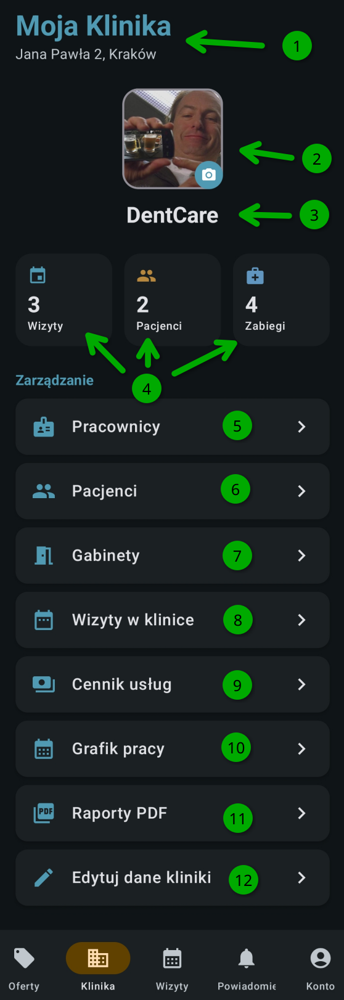 Moja Klinika
Jana Pawła 2, Kraków
1
2
DentCare
3
3
2
4
Wizyty
Pacjenci
Zabiegi
4
Zarządzanie
Pracownicy
5
Pacjenci
6
Gabinety
7
Wizyty w klinice
8
Cennik usług
9
Grafik pracy
10
PDF
Raporty PDF
11
Edytuj dane kliniki
12
Oferty
Klinika
Wizyty
Powiadomie
Konto